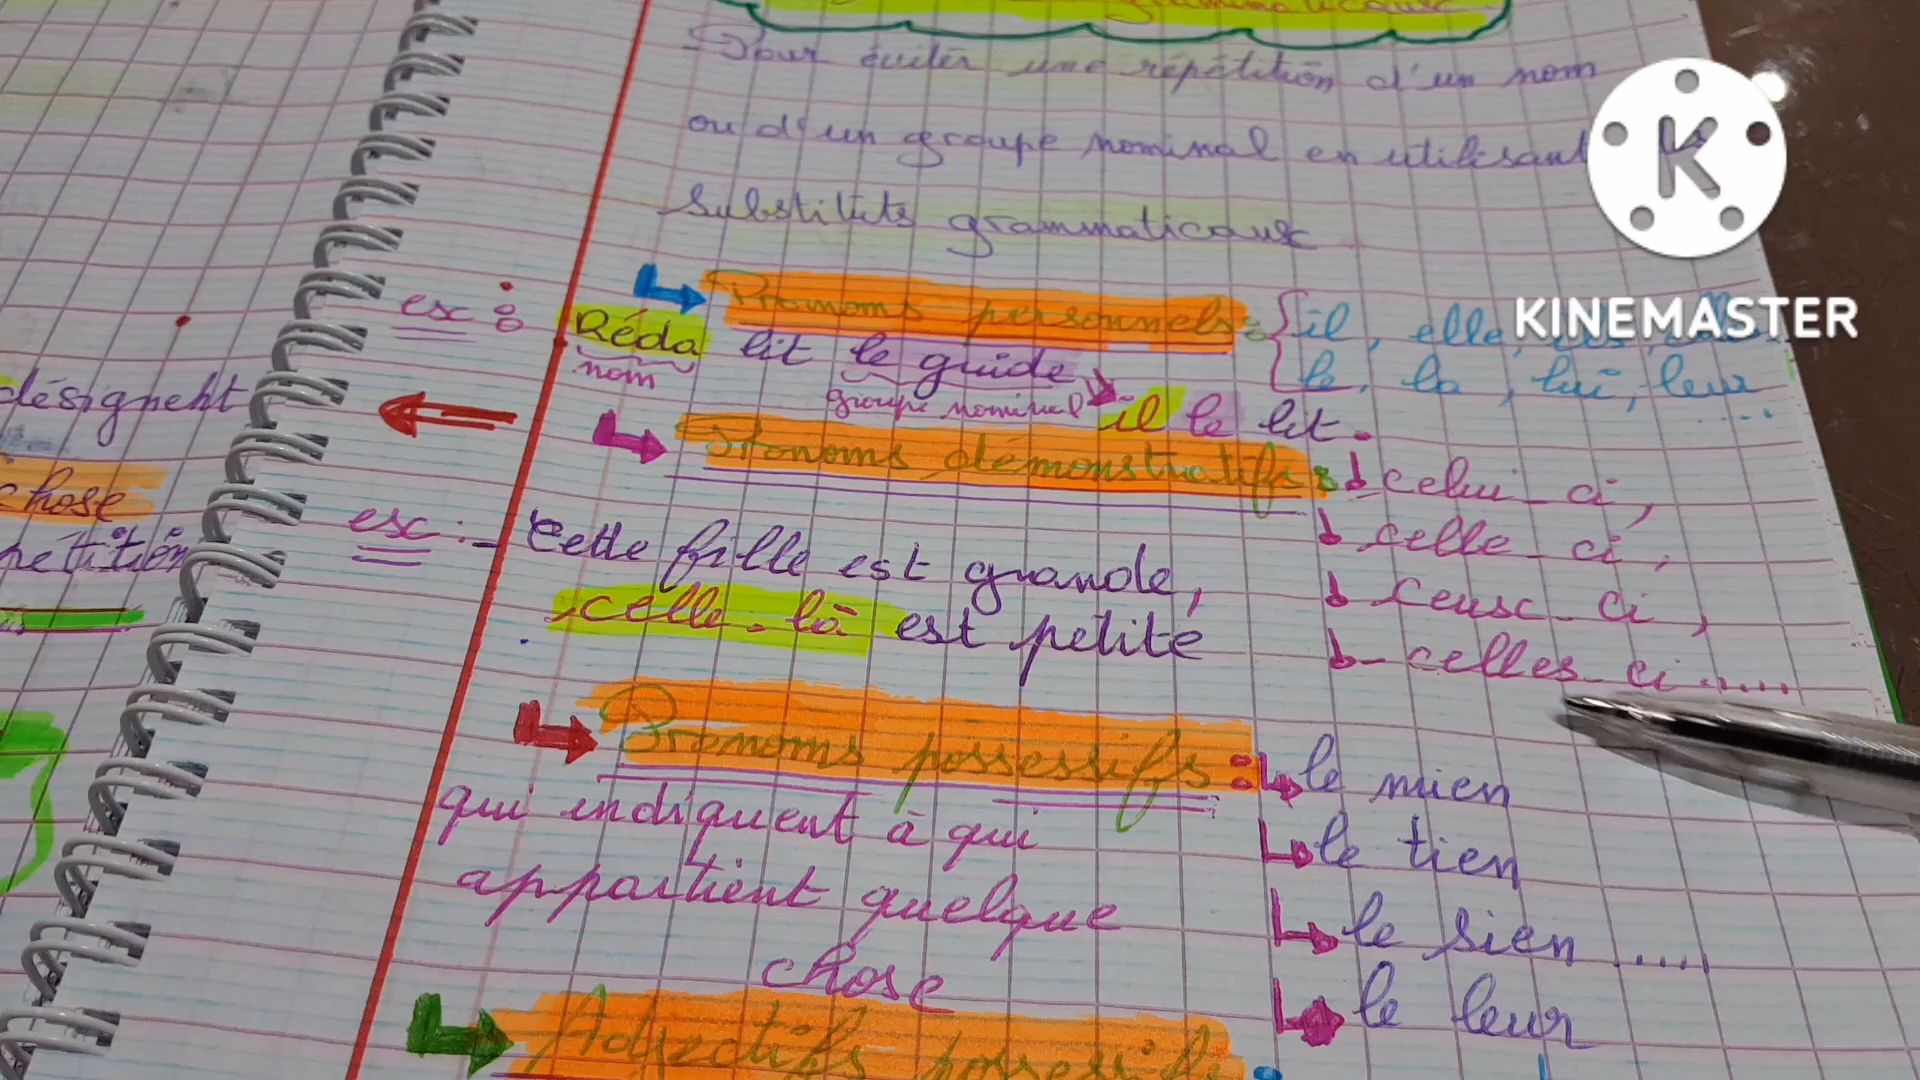 grammaticaux
- Pour éviter une répétition d'un nom
ou d'un groupe nominal en utilisant
substituts grammaticaux
KINEMASTER
Pronoms personnels : il, elle,
le, la, lui, leur
...
ex : Réda lit le guide
nom
groupe nominal
il le lit.
Pronoms démonstratifs : celui-ci,
celle-ci,
ceux-ci,
celles-ci.....
ex :- Cette fille est grande,
celle-là est petite
Pronoms possessifs : le mien
le tien
le sien .....
le leur
qui indiquent à qui
appartient quelque
chose
Adjectifs possessifs :
désignent
chose